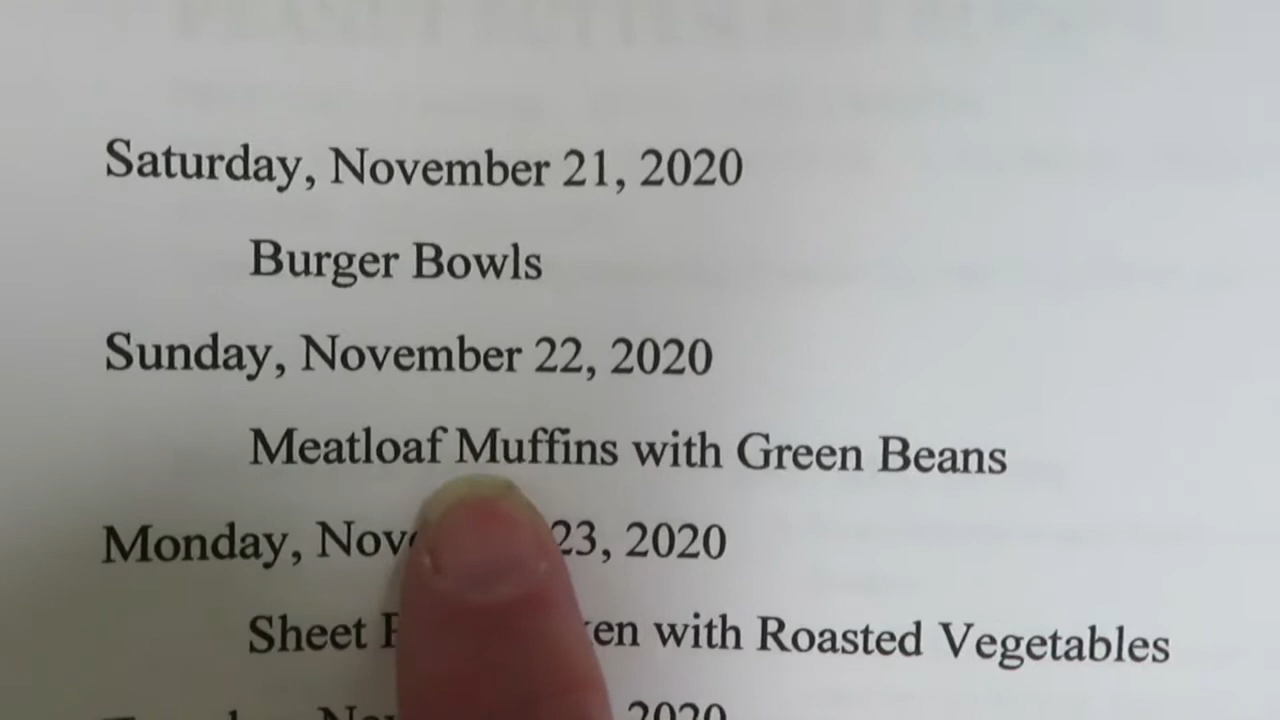 Saturday, November 21, 2020
Burger Bowls
Sunday, November 22, 2020
Meatloaf Muffins with Green Beans
Monday, 23, 2020
Sheet with Roasted Vegetables
2020